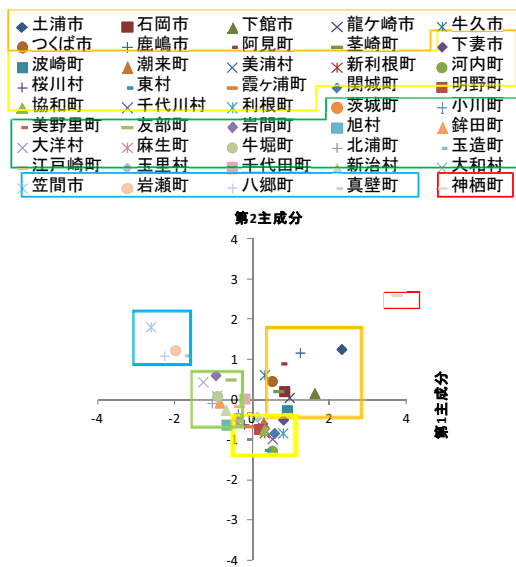 土浦市 石岡市 下館市 龍ケ崎市 牛久市
つくば市 鹿嶋市 阿見町 茎崎町 下妻市
波崎町 潮来町 美浦村 新利根町 河内町
桜川村 東村 霞ヶ浦町 関城町 明野町
協和町 千代川村 利根町 茨城町 小川町
美野里町 友部町 岩間町 旭村 鉾田町
大洋村 麻生町 牛堀町 北浦町 玉造町
江戸崎町 玉里村 千代田町 新治村 大和村
笠間市 岩瀬町 八郷町 真壁町 神栖町
第2主成分
4
3
2
1
0
-4 -2 0 2 4
第1主成分
-1
-2
-3
-4